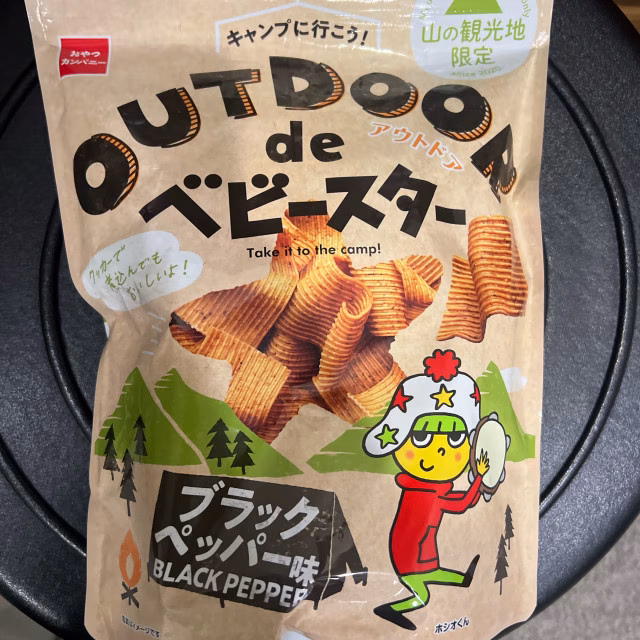 キャンプに行こう!
山の観光地
限定
since 2020
おやつ
カンパニー
OUTDOOR
アウトドア
de
ベビースター
Take it to the camp!
クッカーで
煮込んでも
おいしいよ!
ブラック
ペッパー味
BLACK PEPPER
ホシオくん